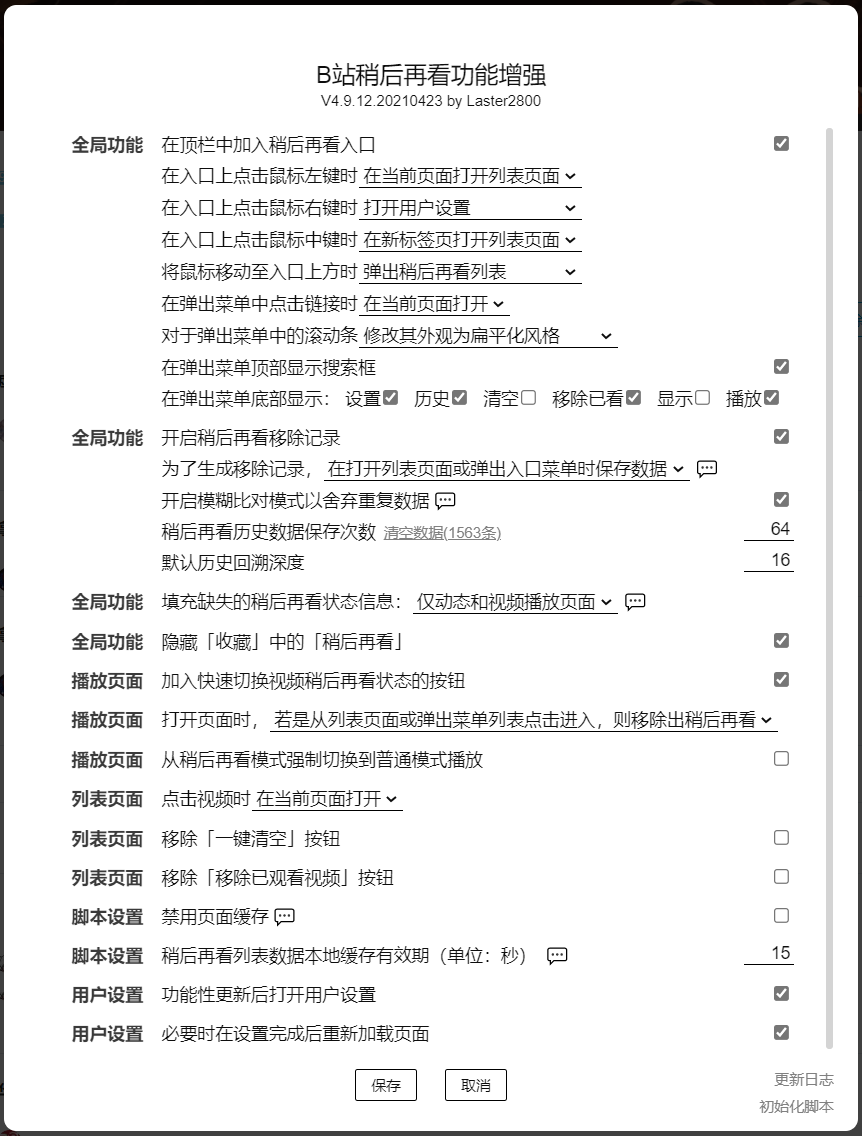 B站稍后再看功能增强
V4.9.12.20210423 by Laster2800
全局功能 在顶栏中加入稍后再看入口
在入口上点击鼠标左键时 在当前页面打开列表页面
在入口上点击鼠标右键时 打开用户设置
在入口上点击鼠标中键时 在新标签页打开列表页面
将鼠标移动至入口上方时 弹出稍后再看列表
在弹出菜单中点击链接时 在当前页面打开
对于弹出菜单中的滚动条 修改其外观为扁平化风格
在弹出菜单顶部显示搜索框
在弹出菜单底部显示： 设置 历史 清空 移除已看 显示 播放
全局功能 开启稍后再看移除记录
为了生成移除记录， 在打开列表页面或弹出入口菜单时保存数据
开启模糊比对模式以舍弃重复数据
稍后再看历史数据保存次数 清空数据(1563条) 64
默认历史回溯深度 16
全局功能 填充缺失的稍后再看状态信息： 仅动态和视频播放页面
全局功能 隐藏「收藏」中的「稍后再看」
播放页面 加入快速切换视频稍后再看状态的按钮
播放页面 打开页面时， 若是从列表页面或弹出菜单列表点击进入，则移除出稍后再看
播放页面 从稍后再看模式强制切换到普通模式播放
列表页面 点击视频时 在当前页面打开
列表页面 移除「一键清空」按钮
列表页面 移除「移除已观看视频」按钮
脚本设置 禁用页面缓存
脚本设置 稍后再看列表数据本地缓存有效期（单位：秒） 15
用户设置 功能性更新后打开用户设置
用户设置 必要时在设置完成后重新加载页面
保存 取消
更新日志
初始化脚本